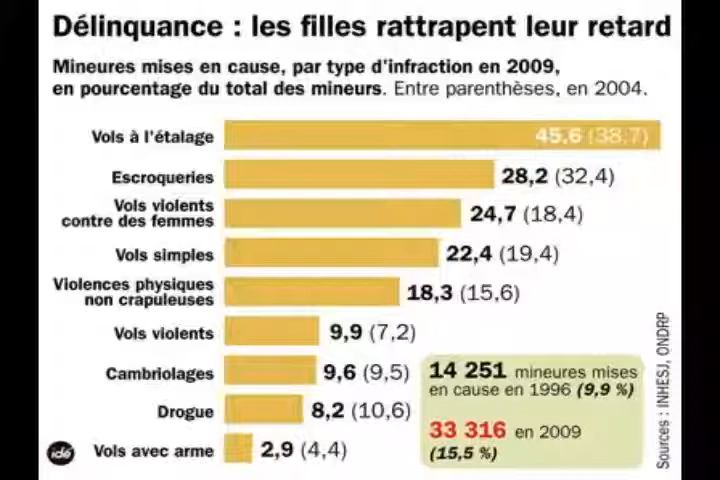 Délinquance : les filles rattrapent leur retard
Mineures mises en cause, par type d'infraction en 2009,
en pourcentage du total des mineurs. Entre parenthèses, en 2004.
Vols à l'étalage 45,6 (38,7)
Escroqueries 28,2 (32,4)
Vols violents
contre des femmes 24,7 (18,4)
Vols simples 22,4 (19,4)
Violences physiques
non crapuleuses 18,3 (15,6)
Vols violents 9,9 (7,2)
Cambriolages 9,6 (9,5)
Drogue 8,2 (10,6)
Vols avec arme 2,9 (4,4)
14 251 mineures mises
en cause en 1996 (9,9 %)
33 316 en 2009
(15,5 %)
Sources : INHESJ, ONDRP
idé